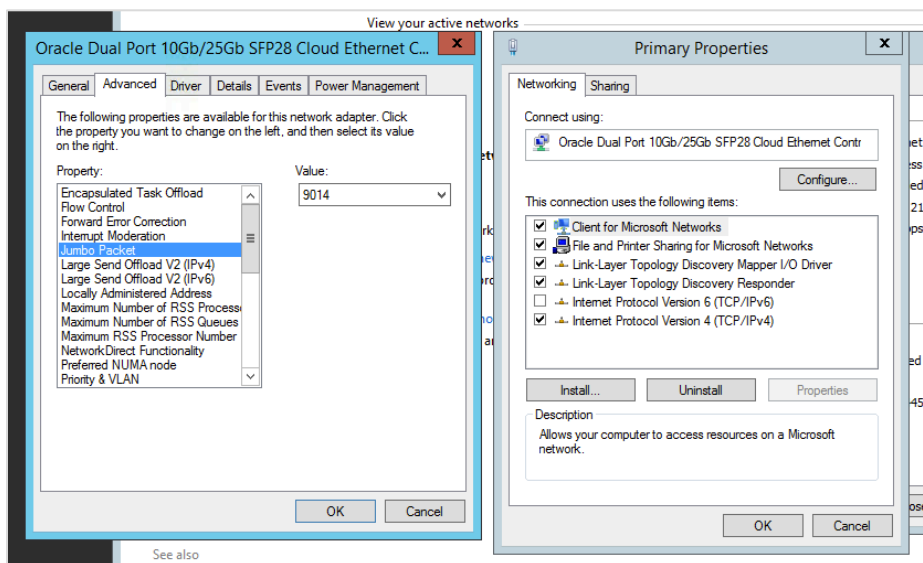 View your active networks
Oracle Dual Port 10Gb/25Gb SFP28 Cloud Ethernet C...
x
General
Advanced
Driver
Details
Events
Power Management
The following properties are available for this network adapter. Click
the property you want to change on the left, and then select its value
on the right.
Property:
Value:
Encapsulated Task Offload
Flow Control
Forward Error Correction
Interrupt Moderation
Jumbo Packet
Large Send Offload V2 (IPv4)
Large Send Offload V2 (IPv6)
Locally Administered Address
Maximum Number of RSS Process
Maximum Number of RSS Queues
Maximum RSS Processor Number
NetworkDirect Functionality
Preferred NUMA node
Priority & VLAN
9014
OK
Cancel
See also
Primary Properties
x
Networking
Sharing
Connect using:
Oracle Dual Port 10Gb/25Gb SFP28 Cloud Ethernet Contr
Configure...
This connection uses the following items:
Client for Microsoft Networks
File and Printer Sharing for Microsoft Networks
Link-Layer Topology Discovery Mapper I/O Driver
Link-Layer Topology Discovery Responder
Internet Protocol Version 6 (TCP/IPv6)
Internet Protocol Version 4 (TCP/IPv4)
Install...
Uninstall
Properties
Description
Allows your computer to access resources on a Microsoft
network.
OK
Cancel